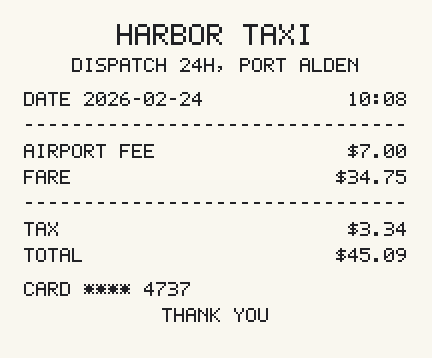 HARBOR TAXI
DISPATCH 24H, PORT ALDEN
DATE 2026-02-24 10:08
--------------------------------
AIRPORT FEE $7.00
FARE $34.75
--------------------------------
TAX $3.34
TOTAL $45.09
CARD **** 4737
THANK YOU